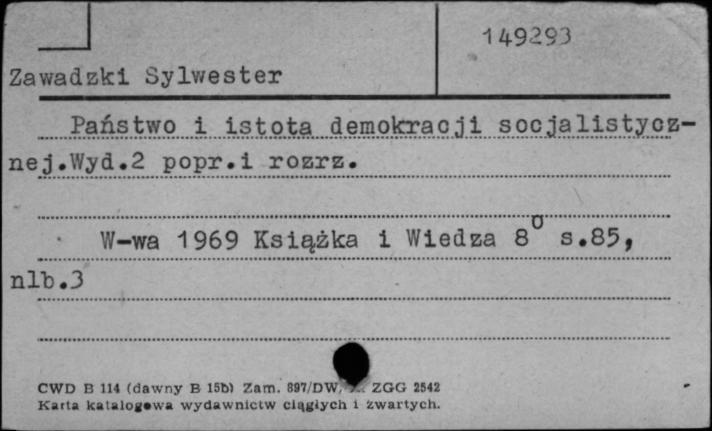 149293
Zawadzki Sylwester
Państwo i istota demokracji socjalistycz-
nej.Wyd.2 popr.i rozrz.
W-wa 1969 Książka i Wiedza 8° s.85,
nlb.3
CWD B 114 (dawny B 15b) Zam. 897/DW, ZGG 2542
Karta katalogowa wydawnictw ciągłych i zwartych.